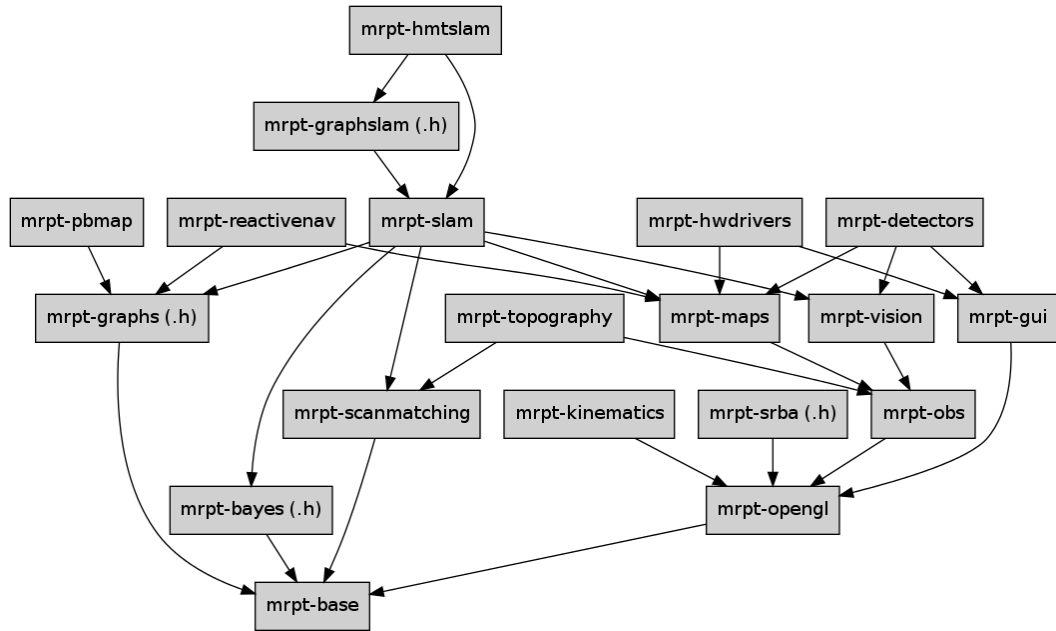 mrpt-hmtslam
mrpt-graphslam (.h)
mrpt-pbmap
mrpt-reactivenav
mrpt-slam
mrpt-hwdrivers
mrpt-detectors
mrpt-graphs (.h)
mrpt-topography
mrpt-maps
mrpt-vision
mrpt-gui
mrpt-scanmatching
mrpt-kinematics
mrpt-srba (.h)
mrpt-obs
mrpt-bayes (.h)
mrpt-opengl
mrpt-base